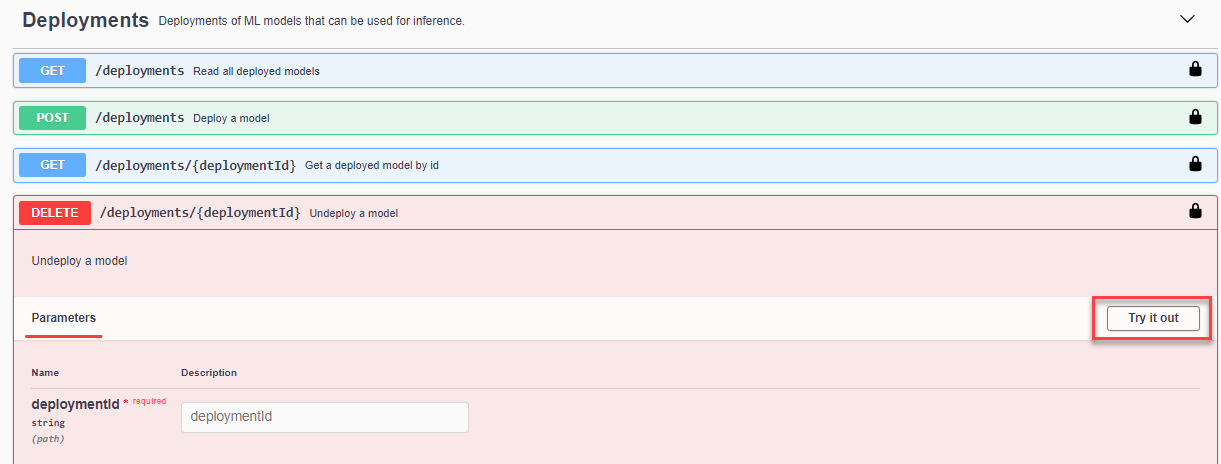 Deployments Deployments of ML models that can be used for inference.
GET /deployments Read all deployed models
POST /deployments Deploy a model
GET /deployments/{deploymentId} Get a deployed model by id
DELETE /deployments/{deploymentId} Undeploy a model
Undeploy a model
Parameters Try it out
Name Description
deploymentId * required
deploymentId
string
(path)